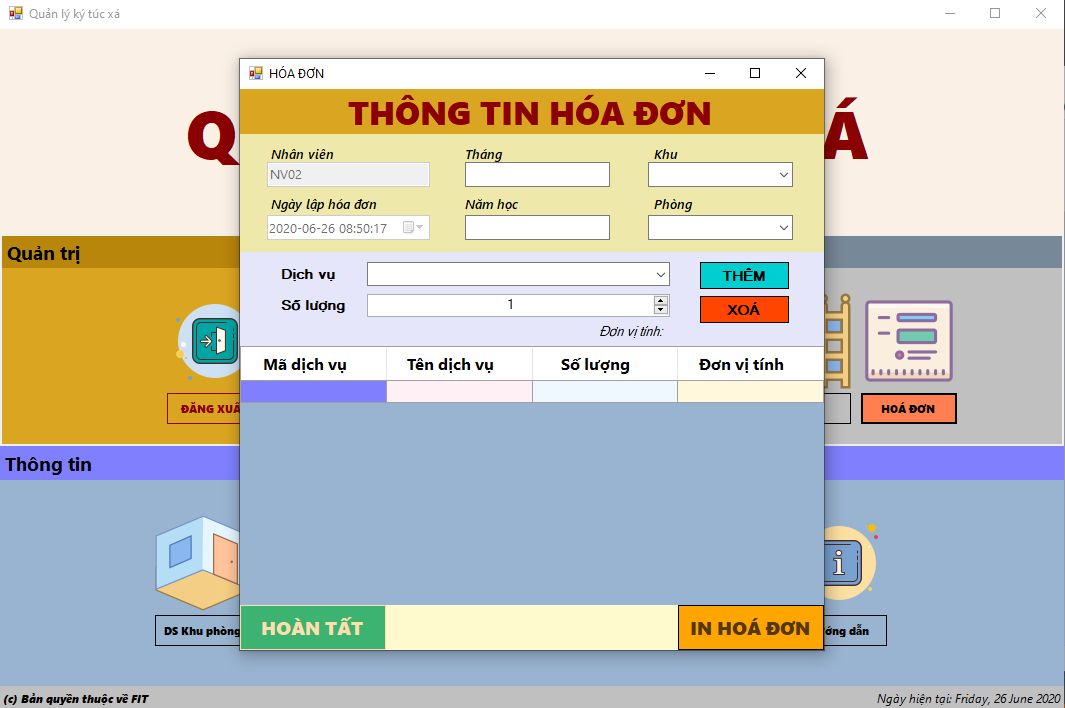 Quản lý ký túc xá
HÓA ĐƠN
THÔNG TIN HÓA ĐƠN
Q
Á
Nhân viên
Tháng
Khu
NV02
Ngày lập hóa đơn
Năm học
Phòng
2020-06-26 08:50:17
Quản trị
Dịch vụ
THÊM
Số lượng
1
XOÁ
Đơn vị tính:
Mã dịch vụ
Tên dịch vụ
Số lượng
Đơn vị tính
ĐĂNG XUẤ
HOÁ ĐƠN
Thông tin
i
HOÀN TẤT
IN HOÁ ĐƠN
DS Khu phòng
ớng dẫn
(c) Bản quyền thuộc về FIT
Ngày hiện tại: Friday, 26 June 2020